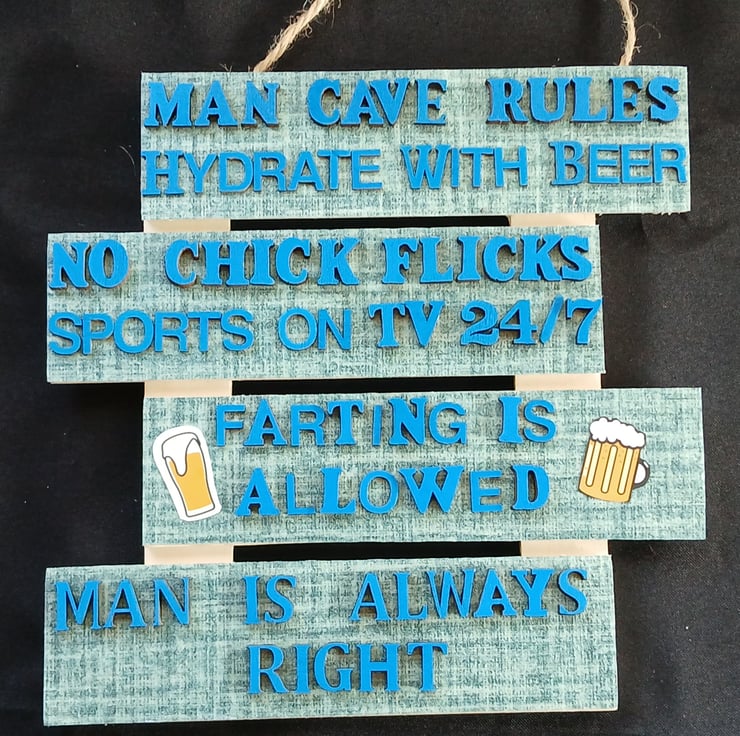 MAN CAVE RULES
HYDRATE WITH BEER
NO CHICK FLICKS
SPORTS ON TV 24/7
FARTING IS
ALLOWED
MAN IS ALWAYS
RIGHT